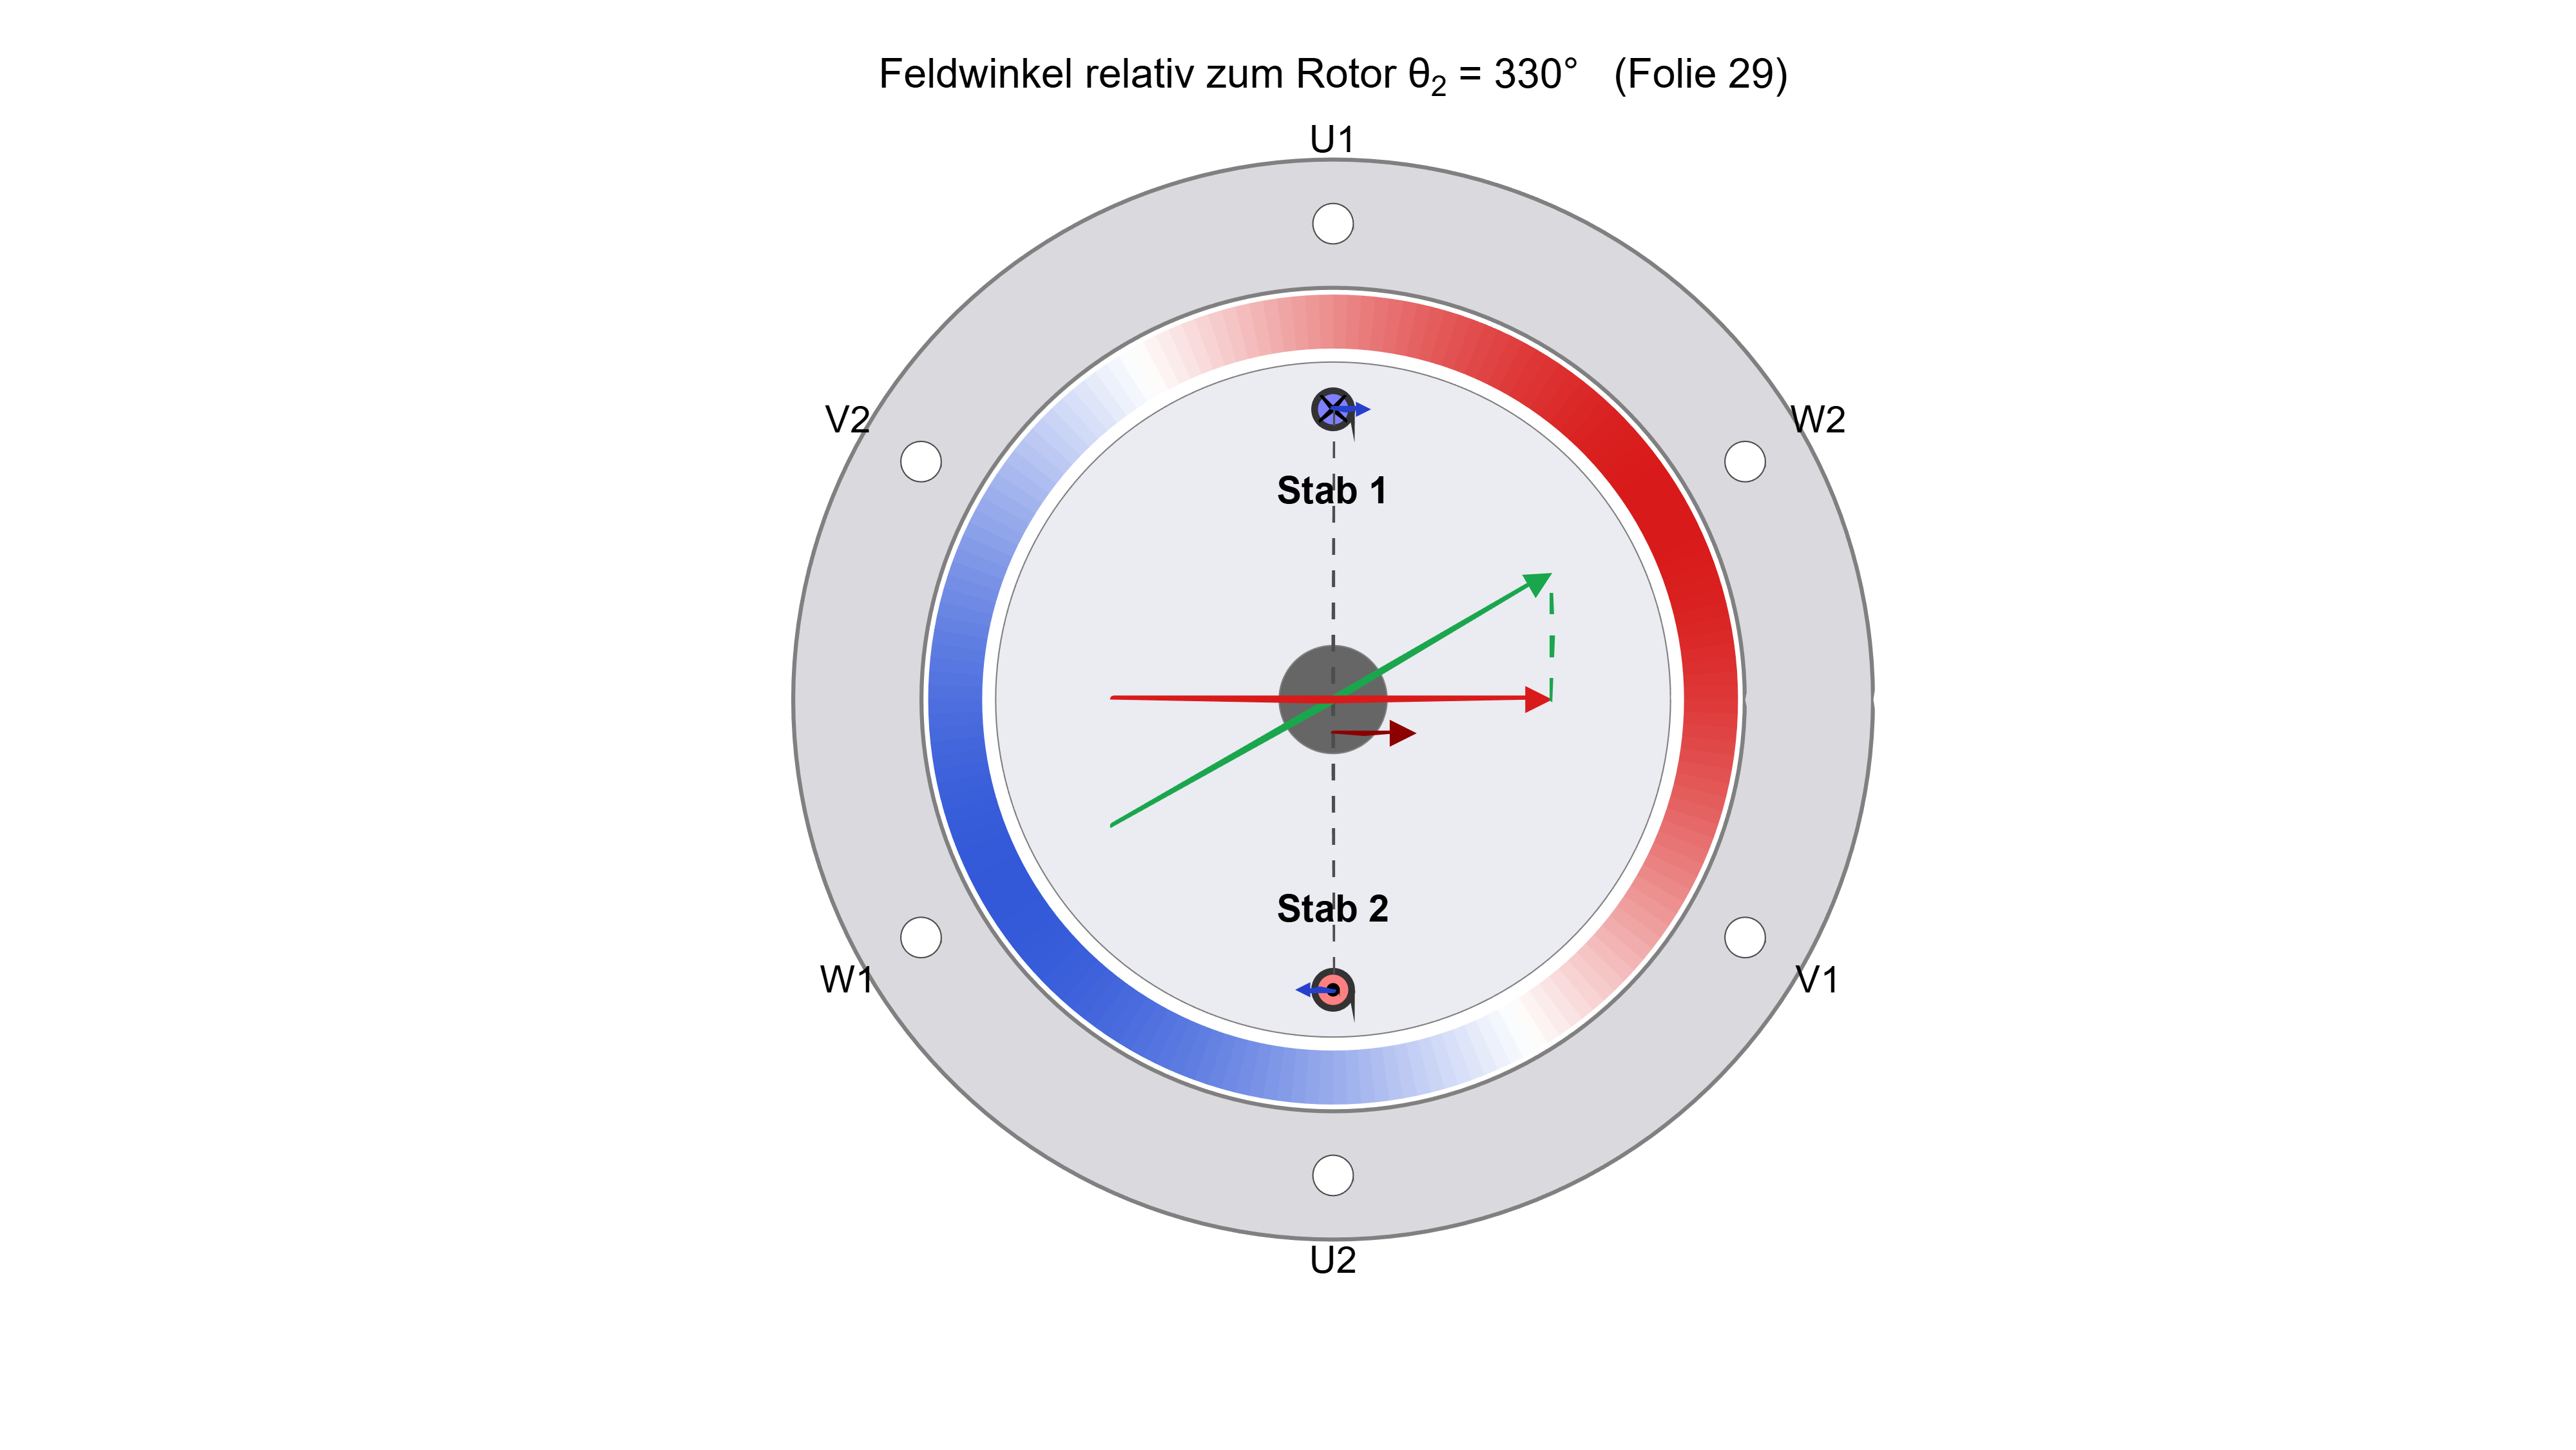 Feldwinkel relativ zum Rotor θ₂ = 330° (Folie 29)
U1
V2
W2
Stab 1
Stab 2
W1
V1
U2